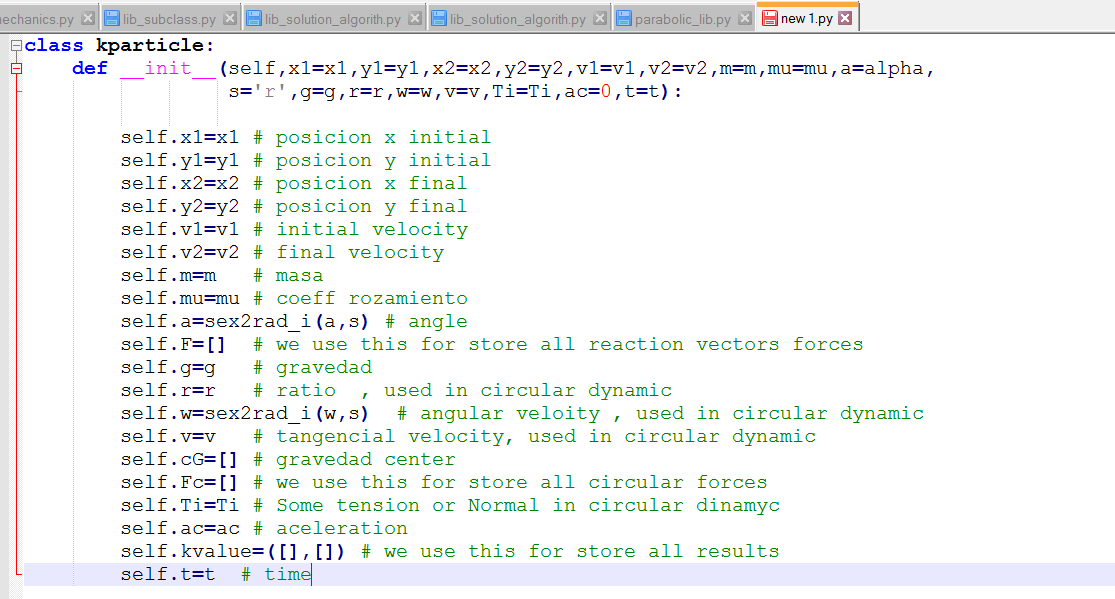 mechanics.py lib_subclass.py lib_solution_algorith.py lib_solution_algorith.py parabolic_lib.py new 1.py
class kparticle:
def __init__(self,x1=x1,y1=y1,x2=x2,y2=y2,v1=v1,v2=v2,m=m,mu=mu,a=alpha,
s='r',g=g,r=r,w=w,v=v,Ti=Ti,ac=0,t=t):
self.x1=x1 # posicion x initial
self.y1=y1 # posicion y initial
self.x2=x2 # posicion x final
self.y2=y2 # posicion y final
self.v1=v1 # initial velocity
self.v2=v2 # final velocity
self.m=m # masa
self.mu=mu # coeff rozamiento
self.a=sex2rad_i(a,s) # angle
self.F=[] # we use this for store all reaction vectors forces
self.g=g # gravedad
self.r=r # ratio , used in circular dynamic
self.w=sex2rad_i(w,s) # angular veloity , used in circular dynamic
self.v=v # tangencial velocity, used in circular dynamic
self.cG=[] # gravedad center
self.Fc=[] # we use this for store all circular forces
self.Ti=Ti # Some tension or Normal in circular dinamyc
self.ac=ac # aceleration
self.kvalue=([],[]) # we use this for store all results
self.t=t # time